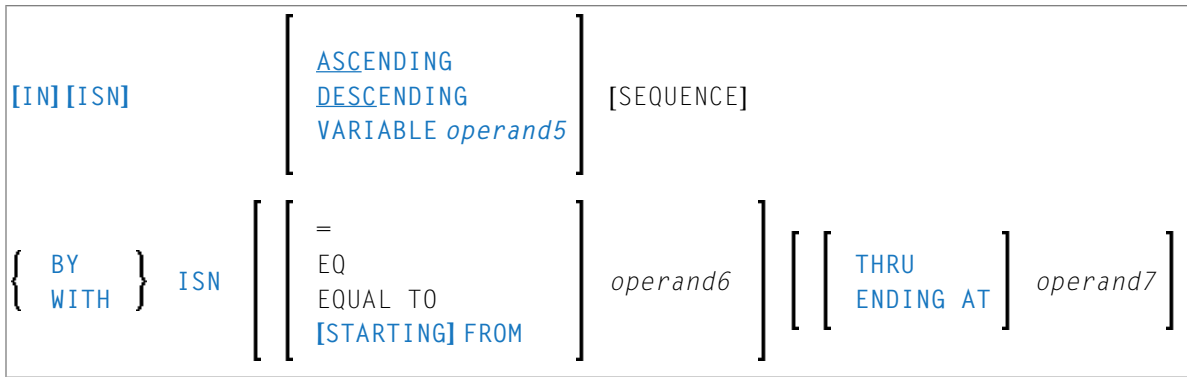 ASCENDING
[IN] [ISN] DESCENDING [SEQUENCE]
VARIABLE operand5
=
BY EQ THRU
{ } ISN [ [ ] operand6 ] [ [ ] operand7 ]
WITH EQUAL TO ENDING AT
[STARTING] FROM